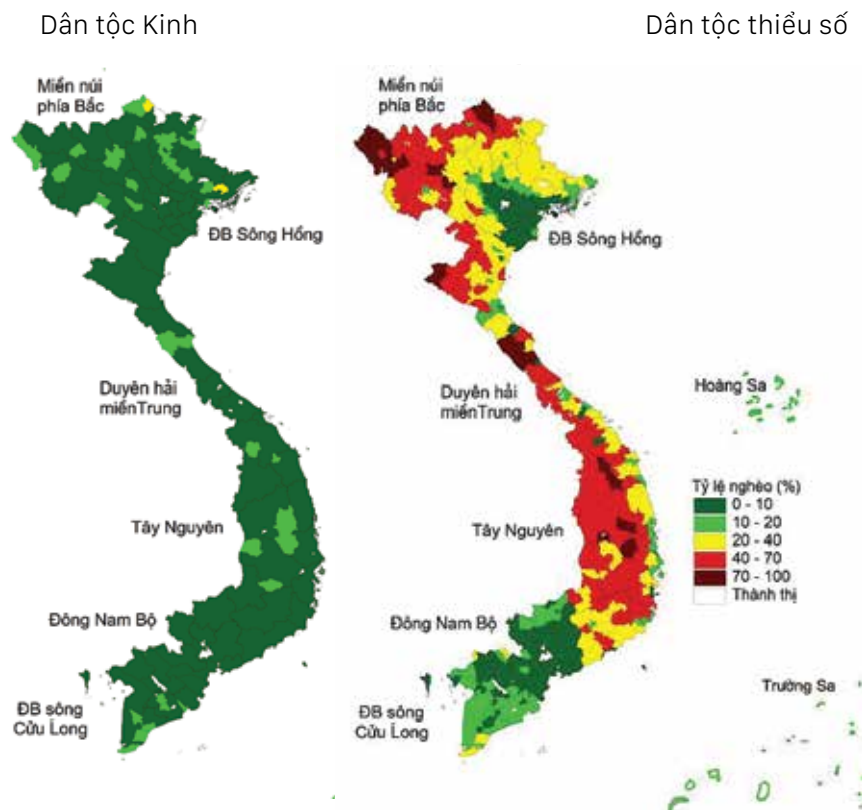 Dân tộc Kinh
Dân tộc thiểu số
Miền núi
phía Bắc
ĐB Sông Hồng
Duyên hải
miềnTrung
Tây Nguyên
Đông Nam Bộ
ĐB sông
Cửu Long
Miền núi
phía Bắc
ĐB Sông Hồng
Duyên hải
miềnTrung
Tây Nguyên
Đông Nam Bộ
ĐB sông
Cửu Long
Hoàng Sa
Tỷ lệ nghèo (%)
0 - 10
10 - 20
20 - 40
40 - 70
70 - 100
Thành thị
Trường Sa